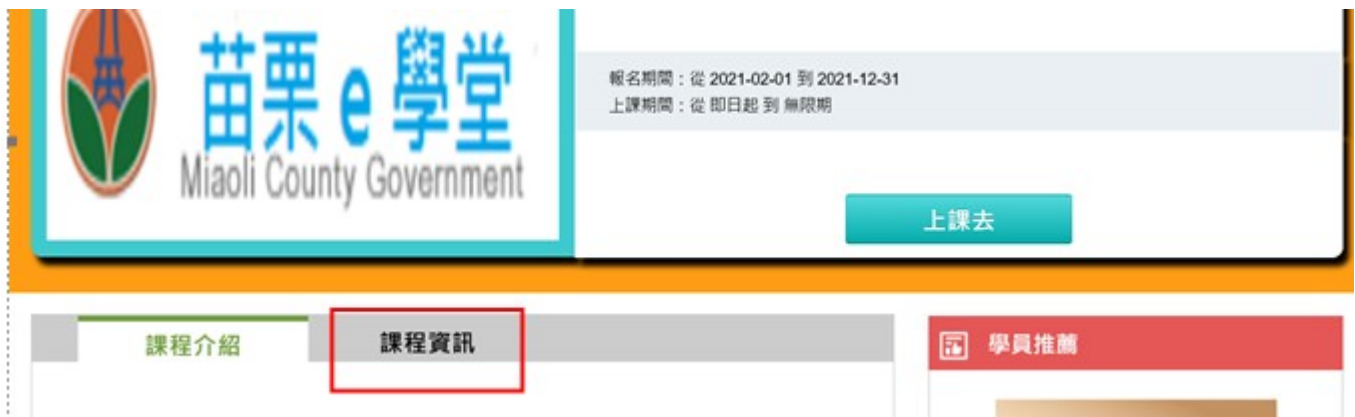 苗栗 e 學堂
Miaoli County Government
報名期間：從 2021-02-01 到 2021-12-31
上課期間：從 即日起 到 無限期
上課去
課程介紹
課程資訊
學員推薦